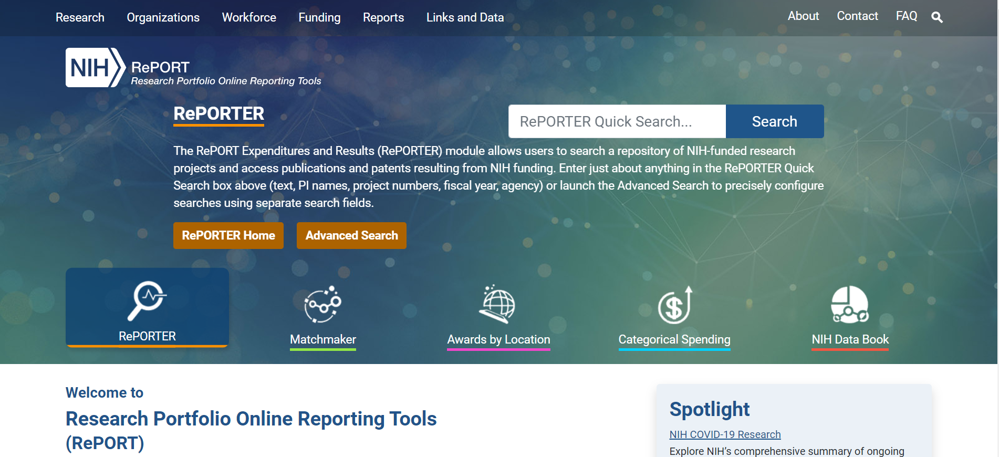 Research Organizations Workforce Funding Reports Links and Data About Contact FAQ
NIH RePORT
Research Portfolio Online Reporting Tools
RePORTER
RePORTER Quick Search... Search
The RePORT Expenditures and Results (RePORTER) module allows users to search a repository of NIH-funded research
projects and access publications and patents resulting from NIH funding. Enter just about anything in the RePORTER Quick
Search box above (text, PI names, project numbers, fiscal year, agency) or launch the Advanced Search to precisely configure
searches using separate search fields.
RePORTER Home Advanced Search
RePORTER Matchmaker Awards by Location Categorical Spending NIH Data Book
Welcome to
Research Portfolio Online Reporting Tools
(RePORT)
Spotlight
NIH COVID-19 Research
Explore NIH’s comprehensive summary of ongoing